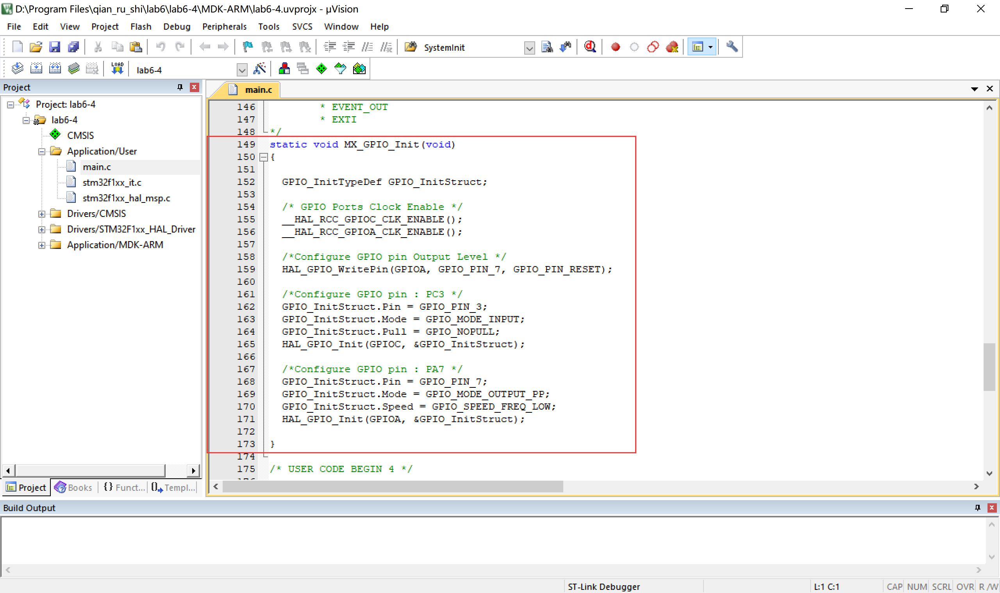 D:\Program Files\qian_ru_shi\lab6\lab6-4\MDK-ARM\lab6-4.uvprojx - µVision
File Edit View Project Flash Debug Peripherals Tools SVCS Window Help
SystemInit
LOAD lab6-4
Project
main.c
Project: lab6-4
lab6-4
CMSIS
Application/User
main.c
stm32f1xx_it.c
stm32f1xx_hal_msp.c
Drivers/CMSIS
Drivers/STM32F1xx_HAL_Driver
Application/MDK-ARM
146 * EVENT_OUT
147 * EXTI
148 */
149 static void MX_GPIO_Init(void)
150 {
151
152 GPIO_InitTypeDef GPIO_InitStruct;
153
154 /* GPIO Ports Clock Enable */
155 __HAL_RCC_GPIOC_CLK_ENABLE();
156 __HAL_RCC_GPIOA_CLK_ENABLE();
157
158 /*Configure GPIO pin Output Level */
159 HAL_GPIO_WritePin(GPIOA, GPIO_PIN_7, GPIO_PIN_RESET);
160
161 /*Configure GPIO pin : PC3 */
162 GPIO_InitStruct.Pin = GPIO_PIN_3;
163 GPIO_InitStruct.Mode = GPIO_MODE_INPUT;
164 GPIO_InitStruct.Pull = GPIO_NOPULL;
165 HAL_GPIO_Init(GPIOC, &GPIO_InitStruct);
166
167 /*Configure GPIO pin : PA7 */
168 GPIO_InitStruct.Pin = GPIO_PIN_7;
169 GPIO_InitStruct.Mode = GPIO_MODE_OUTPUT_PP;
170 GPIO_InitStruct.Speed = GPIO_SPEED_FREQ_LOW;
171 HAL_GPIO_Init(GPIOA, &GPIO_InitStruct);
172
173 }
174
175 /* USER CODE BEGIN 4 */
Project Books {} Funct... Templ...
Build Output
ST-Link Debugger L:1 C:1 CAP NUM SCRL OVR R /W